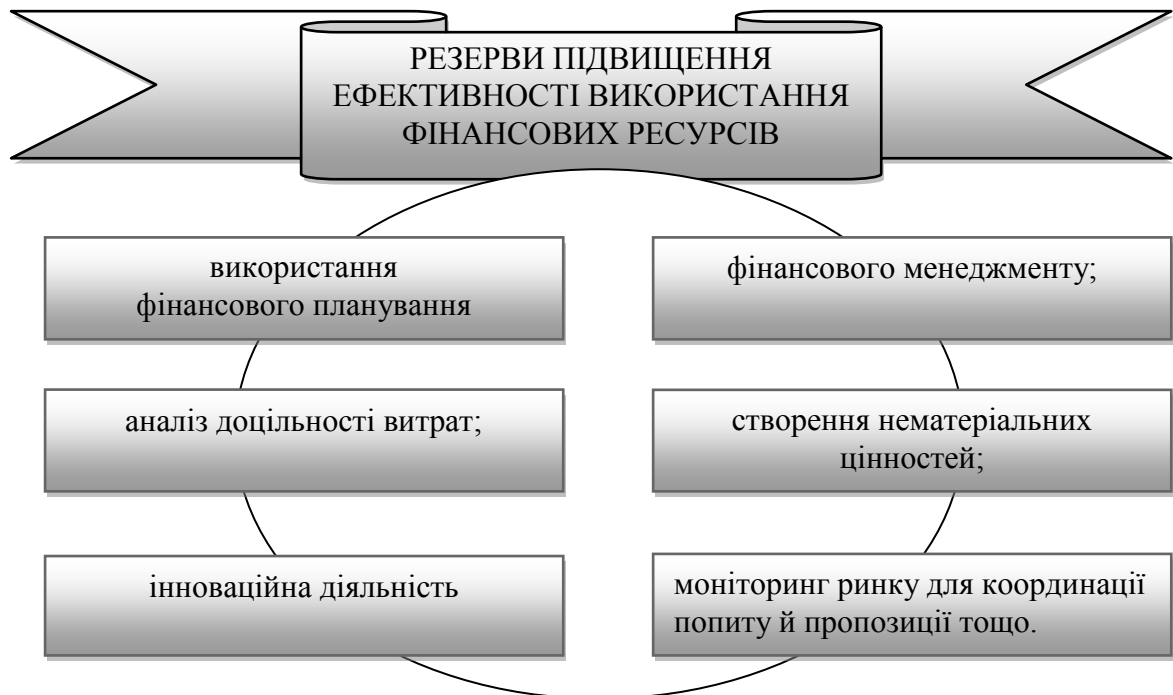 РЕЗЕРВИ ПІДВИЩЕННЯ
ЕФЕКТИВНОСТІ ВИКОРИСТАННЯ
ФІНАНСОВИХ РЕСУРСІВ
використання
фінансового планування
фінансового менеджменту;
аналіз доцільності витрат;
створення нематеріальних
цінностей;
інноваційна діяльність
моніторинг ринку для координації
попиту й пропозиції тощо.